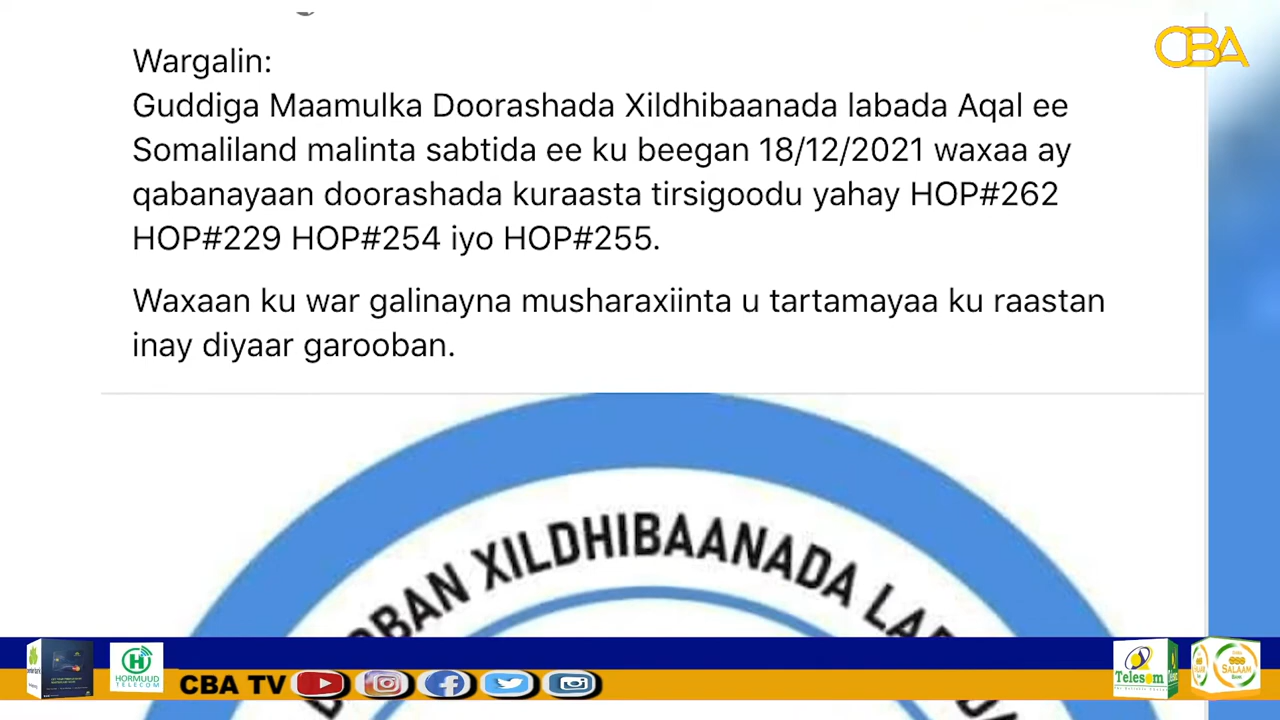 CBA
Wargalin:
Guddiga Maamulka Doorashada Xildhibaanada labada Aqal ee
Somaliland malinta sabtida ee ku beegan 18/12/2021 waxaa ay
qabanayaan doorashada kuraasta tirsigoodu yahay HOP#262
HOP#229 HOP#254 iyo HOP#255.
Waxaan ku war galinayna musharaxiinta u tartamayaa ku raastan
inay diyaar garooban.
XILDHIBAANADA
HORMUUD
TELECOM
CBA TV
Telesom
SALAAM